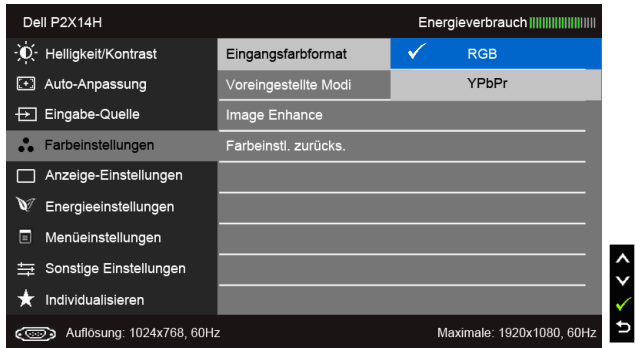 Dell P2X14H
Energieverbrauch
Helligkeit/Kontrast
Auto-Anpassung
Eingabe-Quelle
Farbeinstellungen
Anzeige-Einstellungen
Energieeinstellungen
Menüeinstellungen
Sonstige Einstellungen
Individualisieren
Eingangsfarbformat
Voreingestellte Modi
Image Enhance
Farbeinstl. zurücks.
RGB
YPbPr
Auflösung: 1024x768, 60Hz
Maximale: 1920x1080, 60Hz